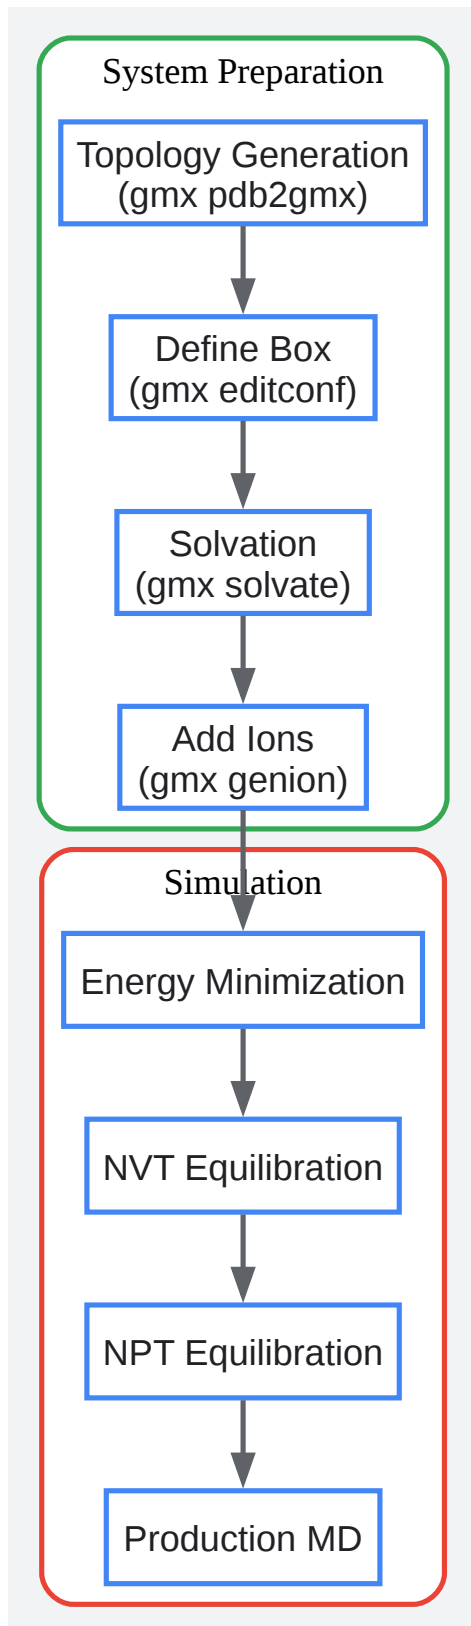 System Preparation
Topology Generation
(gmx pdb2gmx)
Define Box
(gmx editconf)
Solvation
(gmx solvate)
Add Ions
(gmx genion)
Simulation
Energy Minimization
NVT Equilibration
NPT Equilibration
Production MD